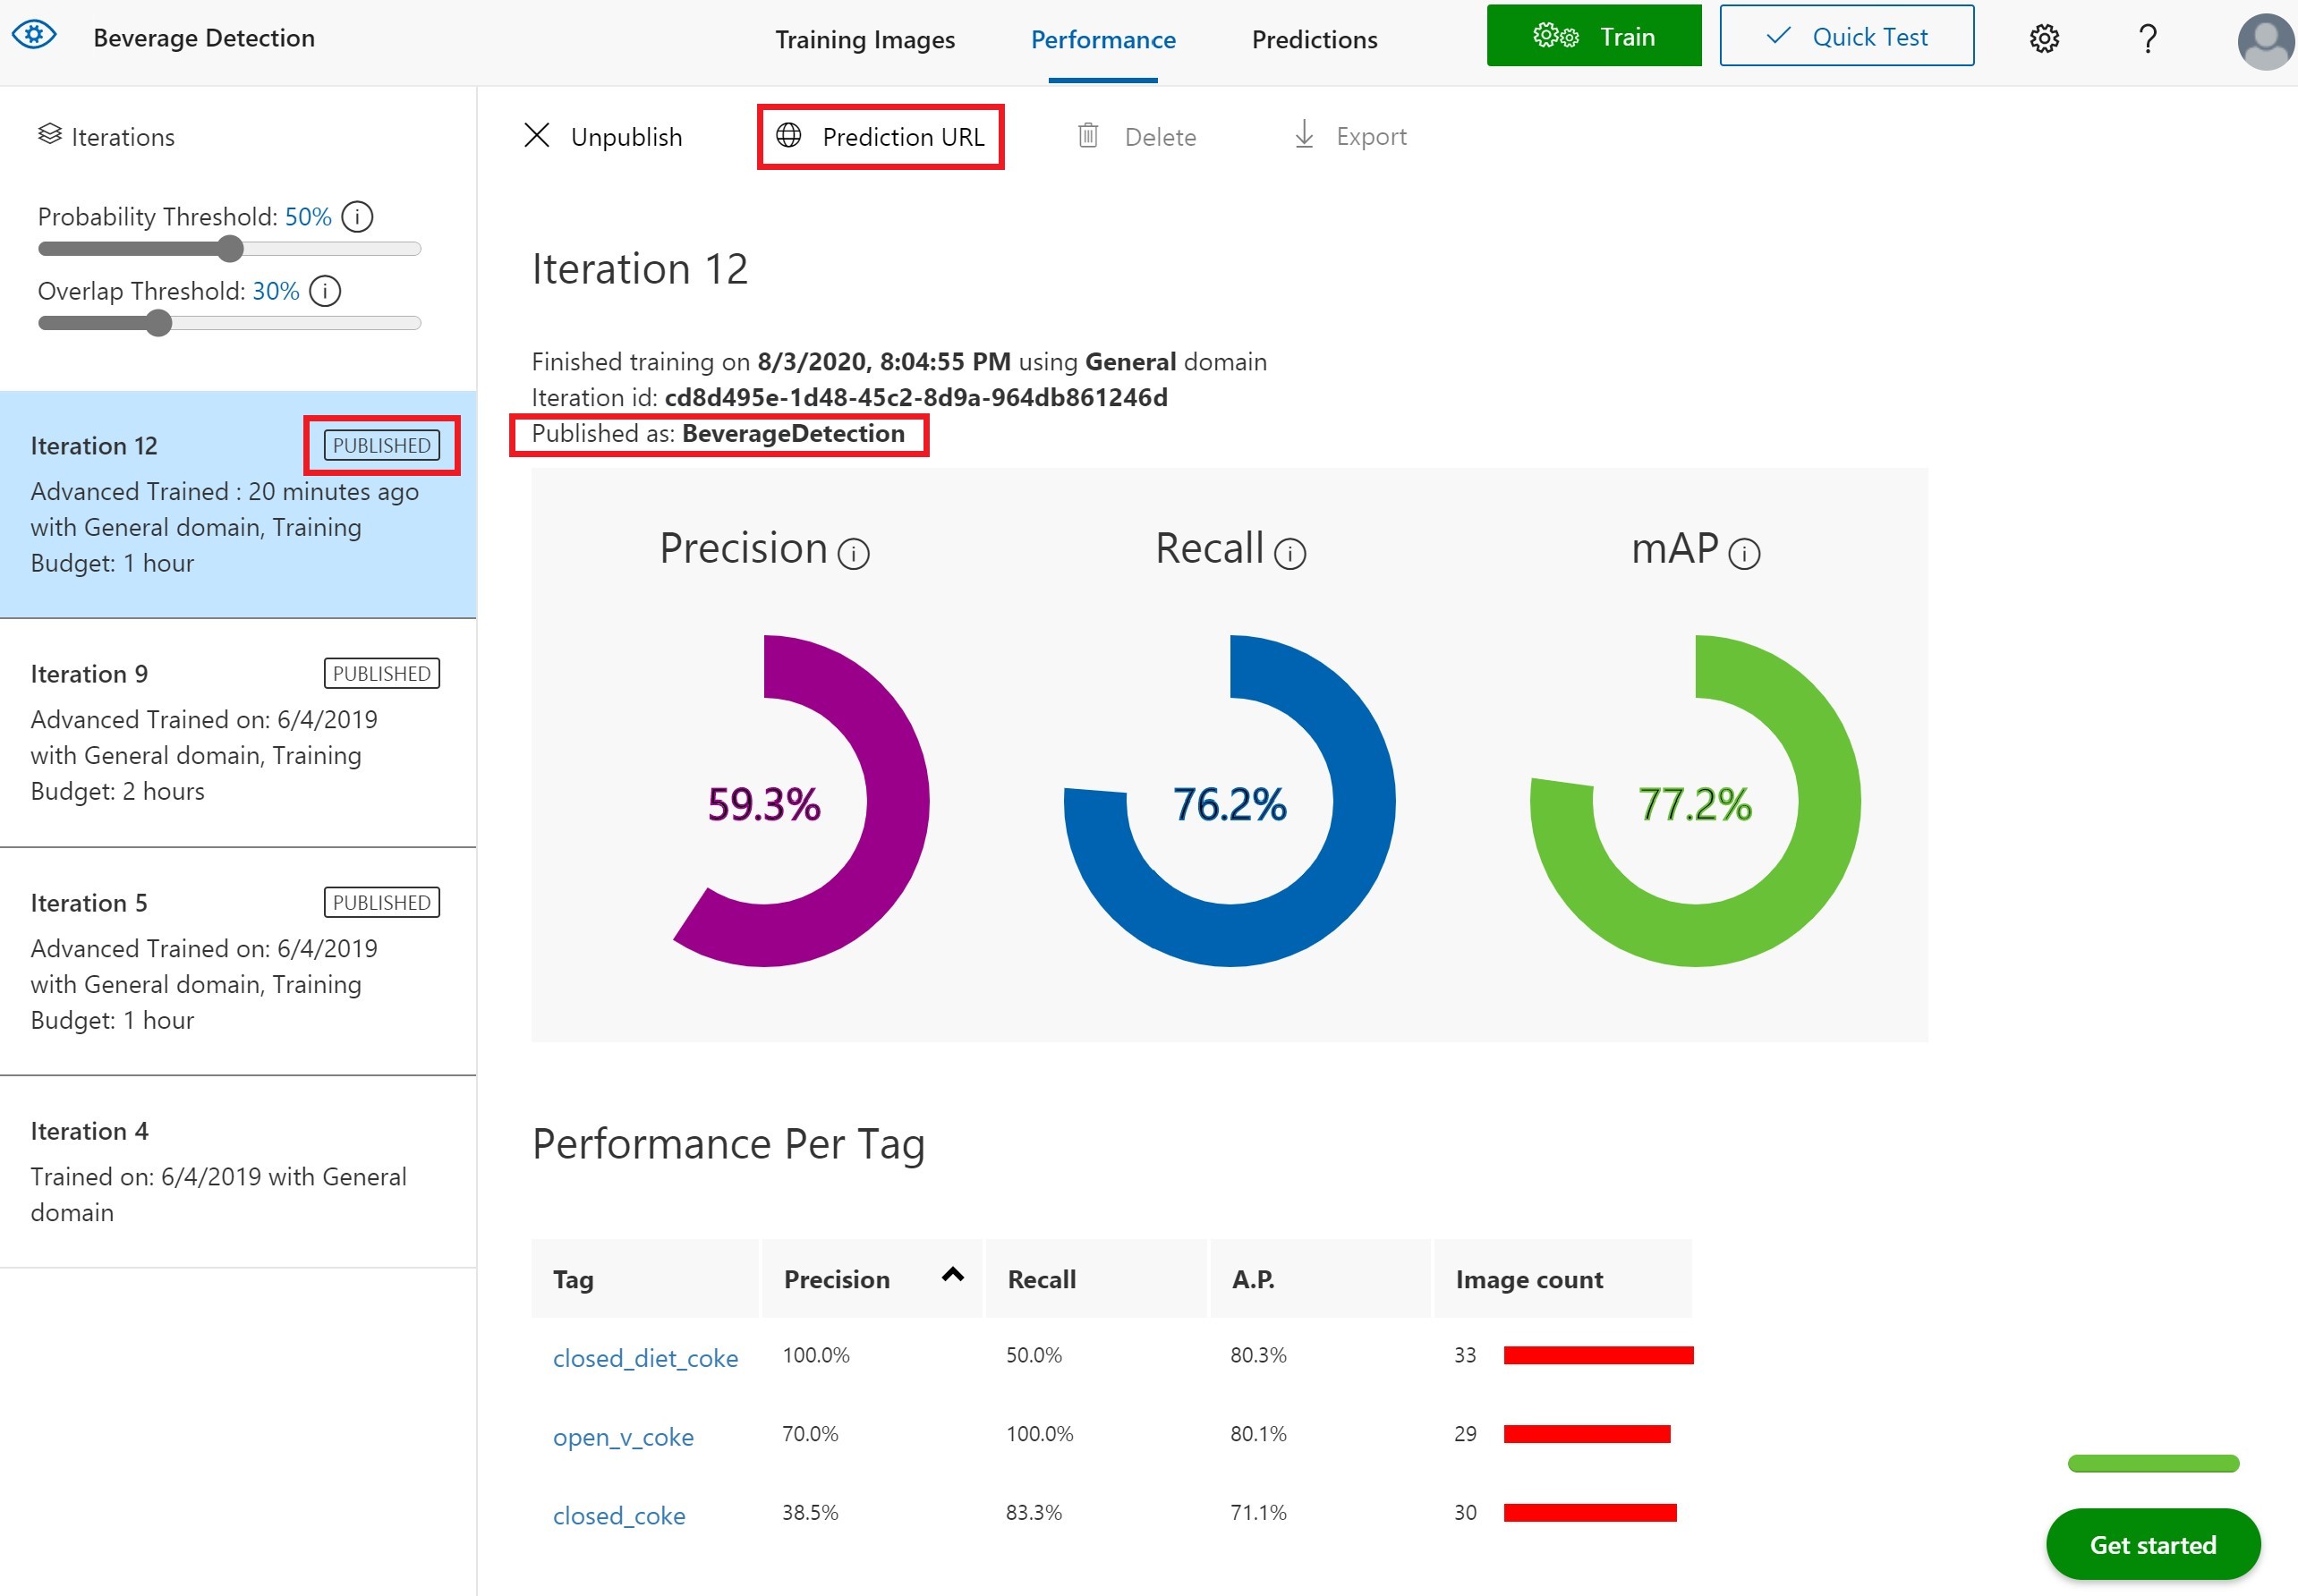 Beverage Detection
Training Images
Performance
Predictions
Train
Quick Test
?
Iterations
Probability Threshold: 50%
Overlap Threshold: 30%
Iteration 12
PUBLISHED
Advanced Trained : 20 minutes ago
with General domain, Training
Budget: 1 hour
Iteration 9
PUBLISHED
Advanced Trained on: 6/4/2019
with General domain, Training
Budget: 2 hours
Iteration 5
PUBLISHED
Advanced Trained on: 6/4/2019
with General domain, Training
Budget: 1 hour
Iteration 4
Trained on: 6/4/2019 with General
domain
Unpublish
Prediction URL
Delete
Export
Iteration 12
Finished training on 8/3/2020, 8:04:55 PM using General domain
Iteration id: cd8d495e-1d48-45c2-8d9a-964db861246d
Published as: BeverageDetection
Precision
Recall
mAP
59.3%
76.2%
77.2%
Performance Per Tag
Tag Precision Recall A.P. Image count
closed_diet_coke 100.0% 50.0% 80.3% 33
open_v_coke 70.0% 100.0% 80.1% 29
closed_coke 38.5% 83.3% 71.1% 30
Get started